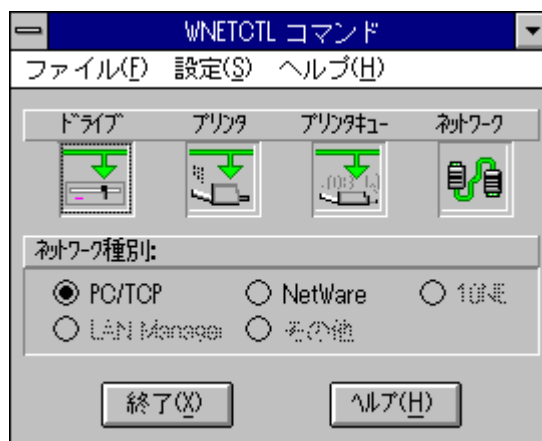 WNETCTL コマンド
ファイル(F) 設定(S) ヘルプ(H)
ドライブ プリンタ プリンタキュー ネットワーク
ネットワーク種別:
PC/TCP NetWare 10NE
LAN Manager その他
終了(X) ヘルプ(H)